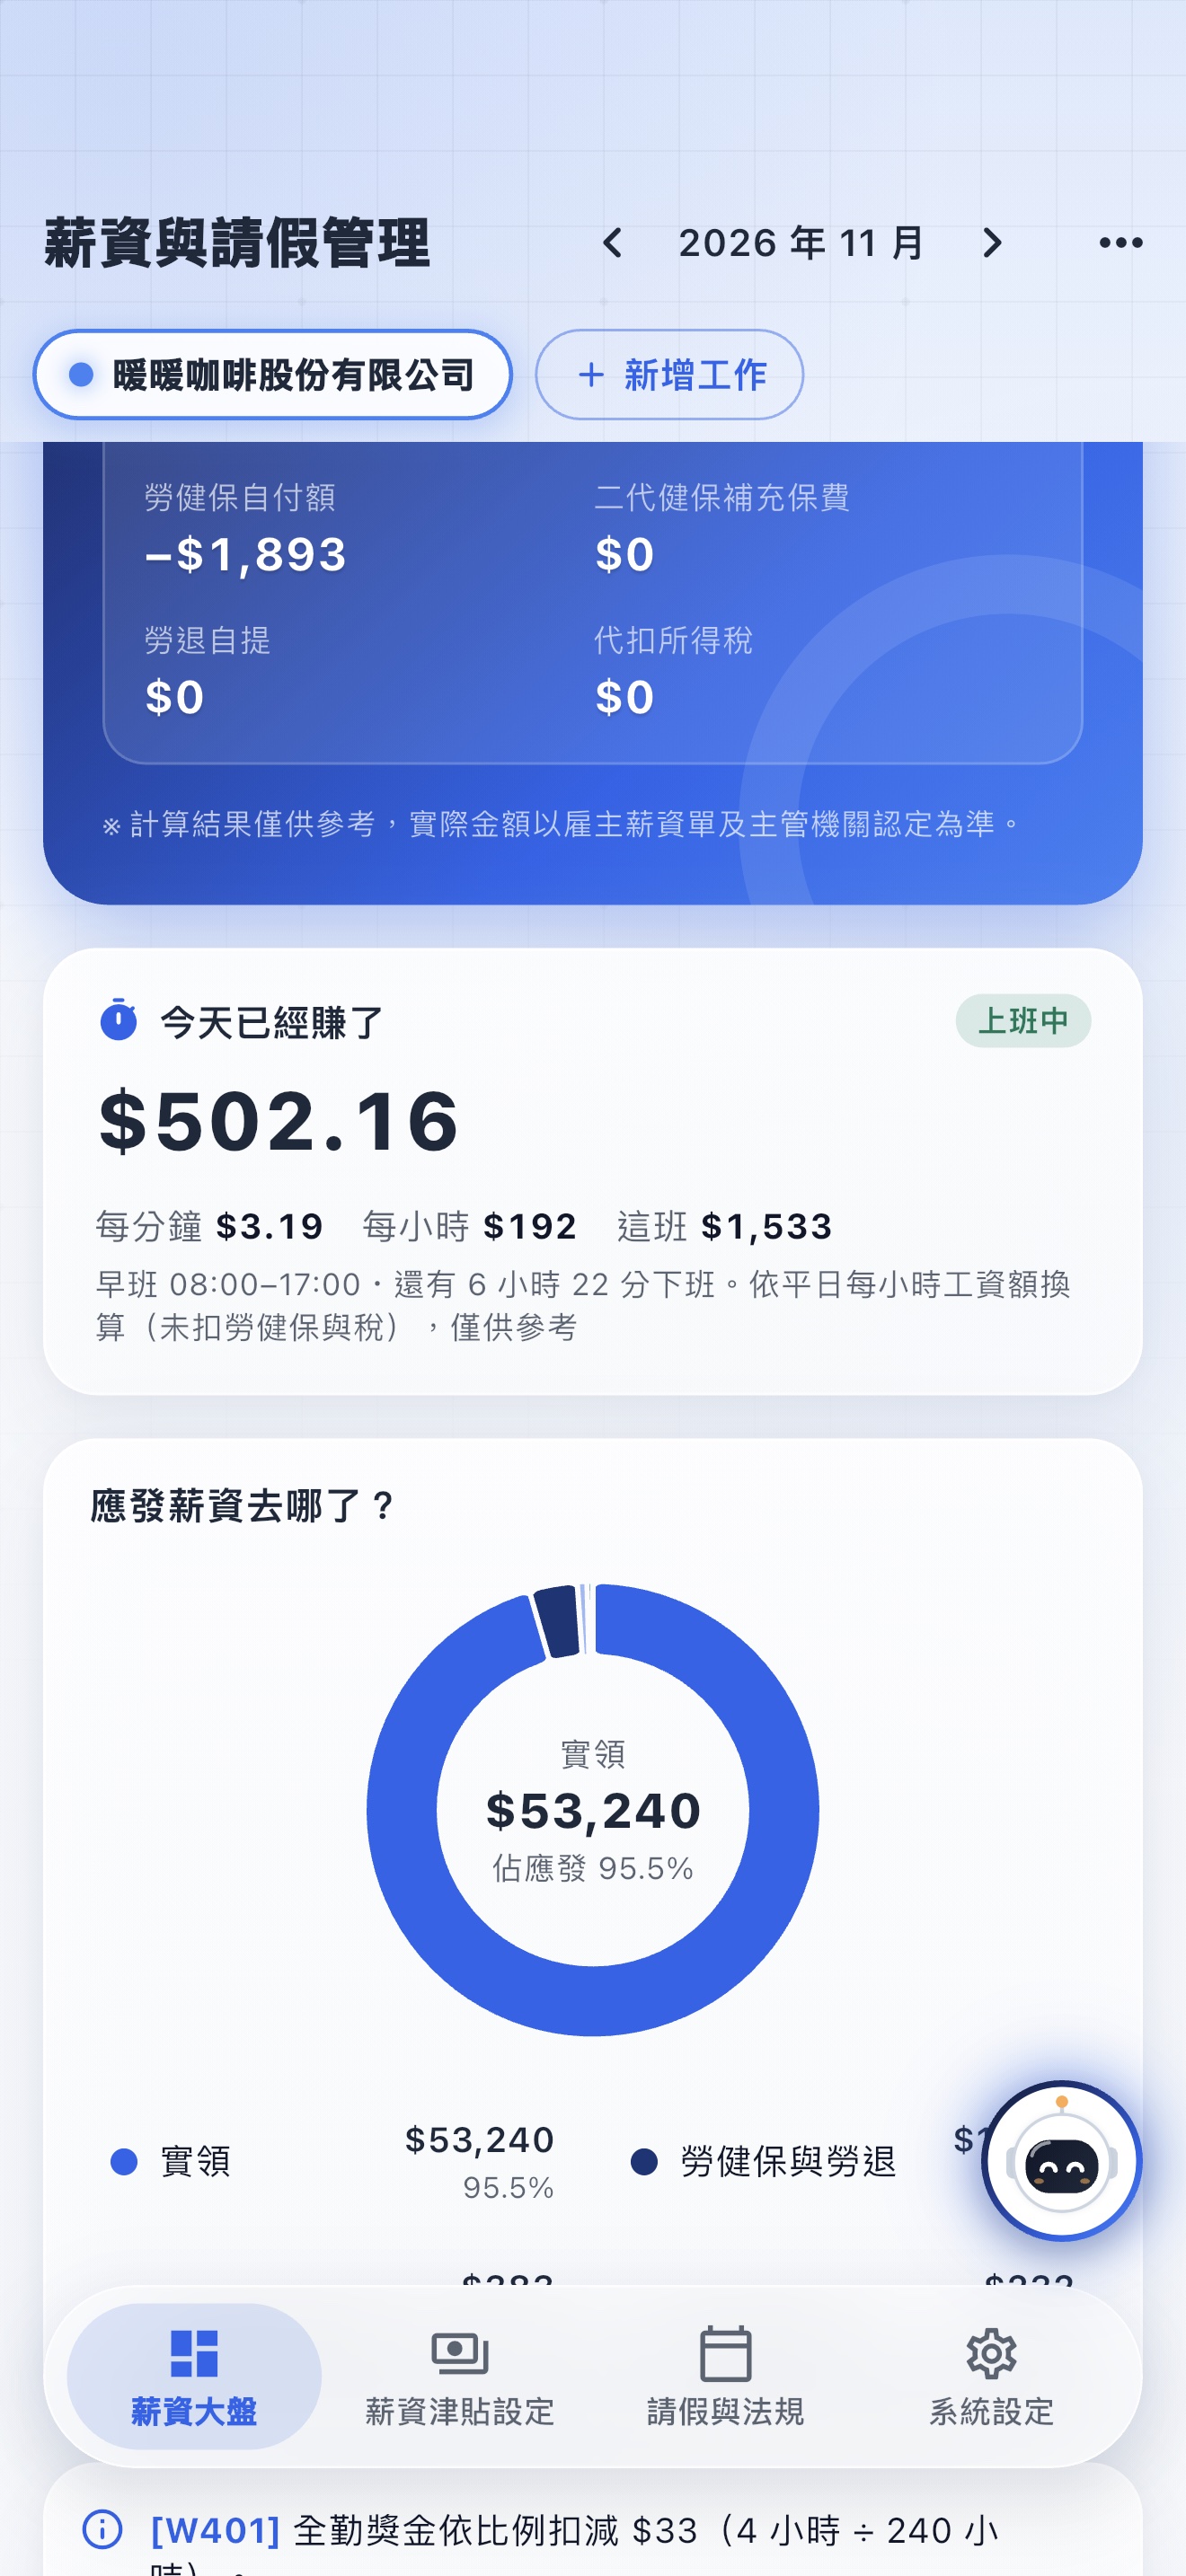 薪資與請假管理
2026 年 11 月
暖暖咖啡股份有限公司
+ 新增工作
勞健保自付額
二代健保補充保費
–$1,893
$0
勞退自提
代扣所得稅
$0
$0
※ 計算結果僅供參考，實際金額以雇主薪資單及主管機關認定為準。
今天已經賺了
上班中
$502.16
每分鐘 $3.19 每小時 $192 這班 $1,533
早班 08:00–17:00・還有 6 小時 22 分下班。依平日每小時工資額換
算（未扣勞健保與稅），僅供參考
應發薪資去哪了？
實領
$53,240
佔應發 95.5%
實領
$53,240
95.5%
勞健保與勞退
薪資大盤
薪資津貼設定
請假與法規
系統設定
[W401] 全勤獎金依比例扣減 $33（4 小時 ÷ 240 小
時）。